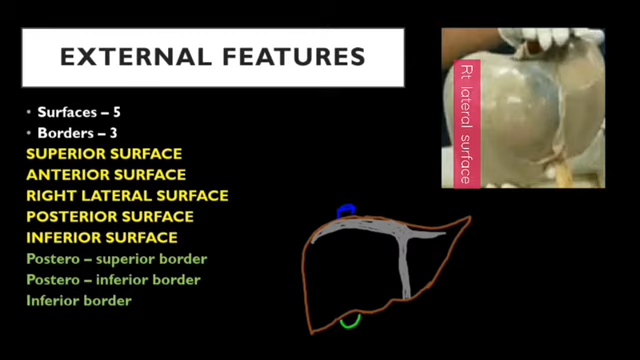 EXTERNAL FEATURES
• Surfaces – 5
• Borders – 3
SUPERIOR SURFACE
ANTERIOR SURFACE
RIGHT LATERAL SURFACE
POSTERIOR SURFACE
INFERIOR SURFACE
Postero – superior border
Postero – inferior border
Inferior border
Rt lateral surface